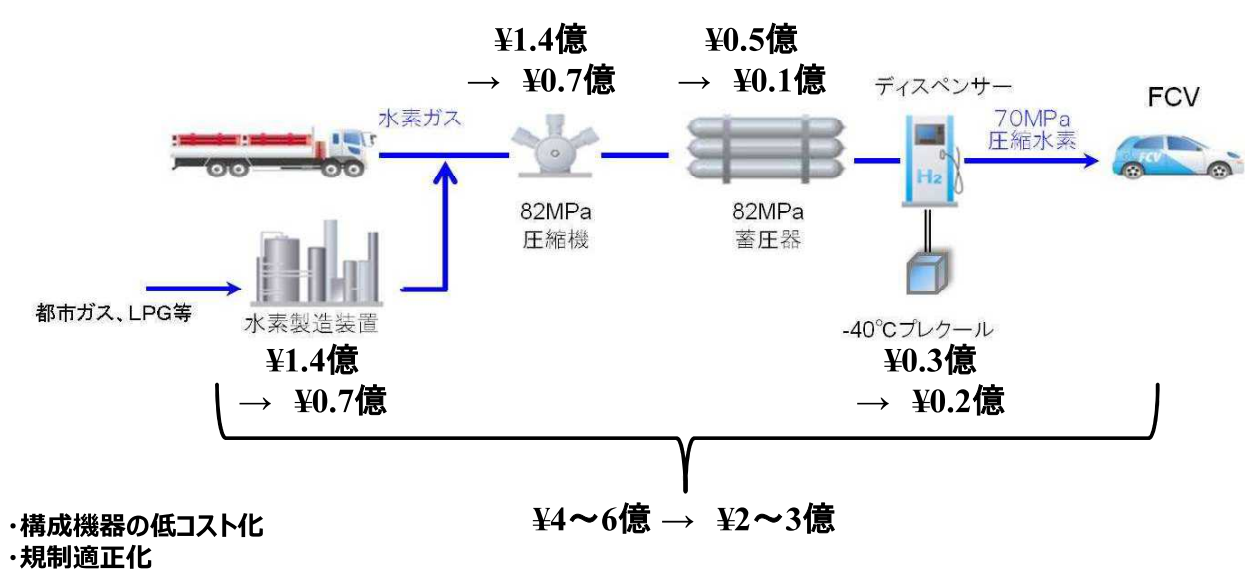 ¥1.4億
→ ¥0.7億
¥0.5億
→ ¥0.1億
ディスペンサー
FCV
水素ガス
70MPa
圧縮水素
FCV
H2
82MPa
圧縮機
82MPa
蓄圧器
都市ガス、LPG等
水素製造装置
¥1.4億
→ ¥0.7億
-40℃プレクール
¥0.3億
→ ¥0.2億
¥4~6億 → ¥2~3億
・構成機器の低コスト化
・規制適正化